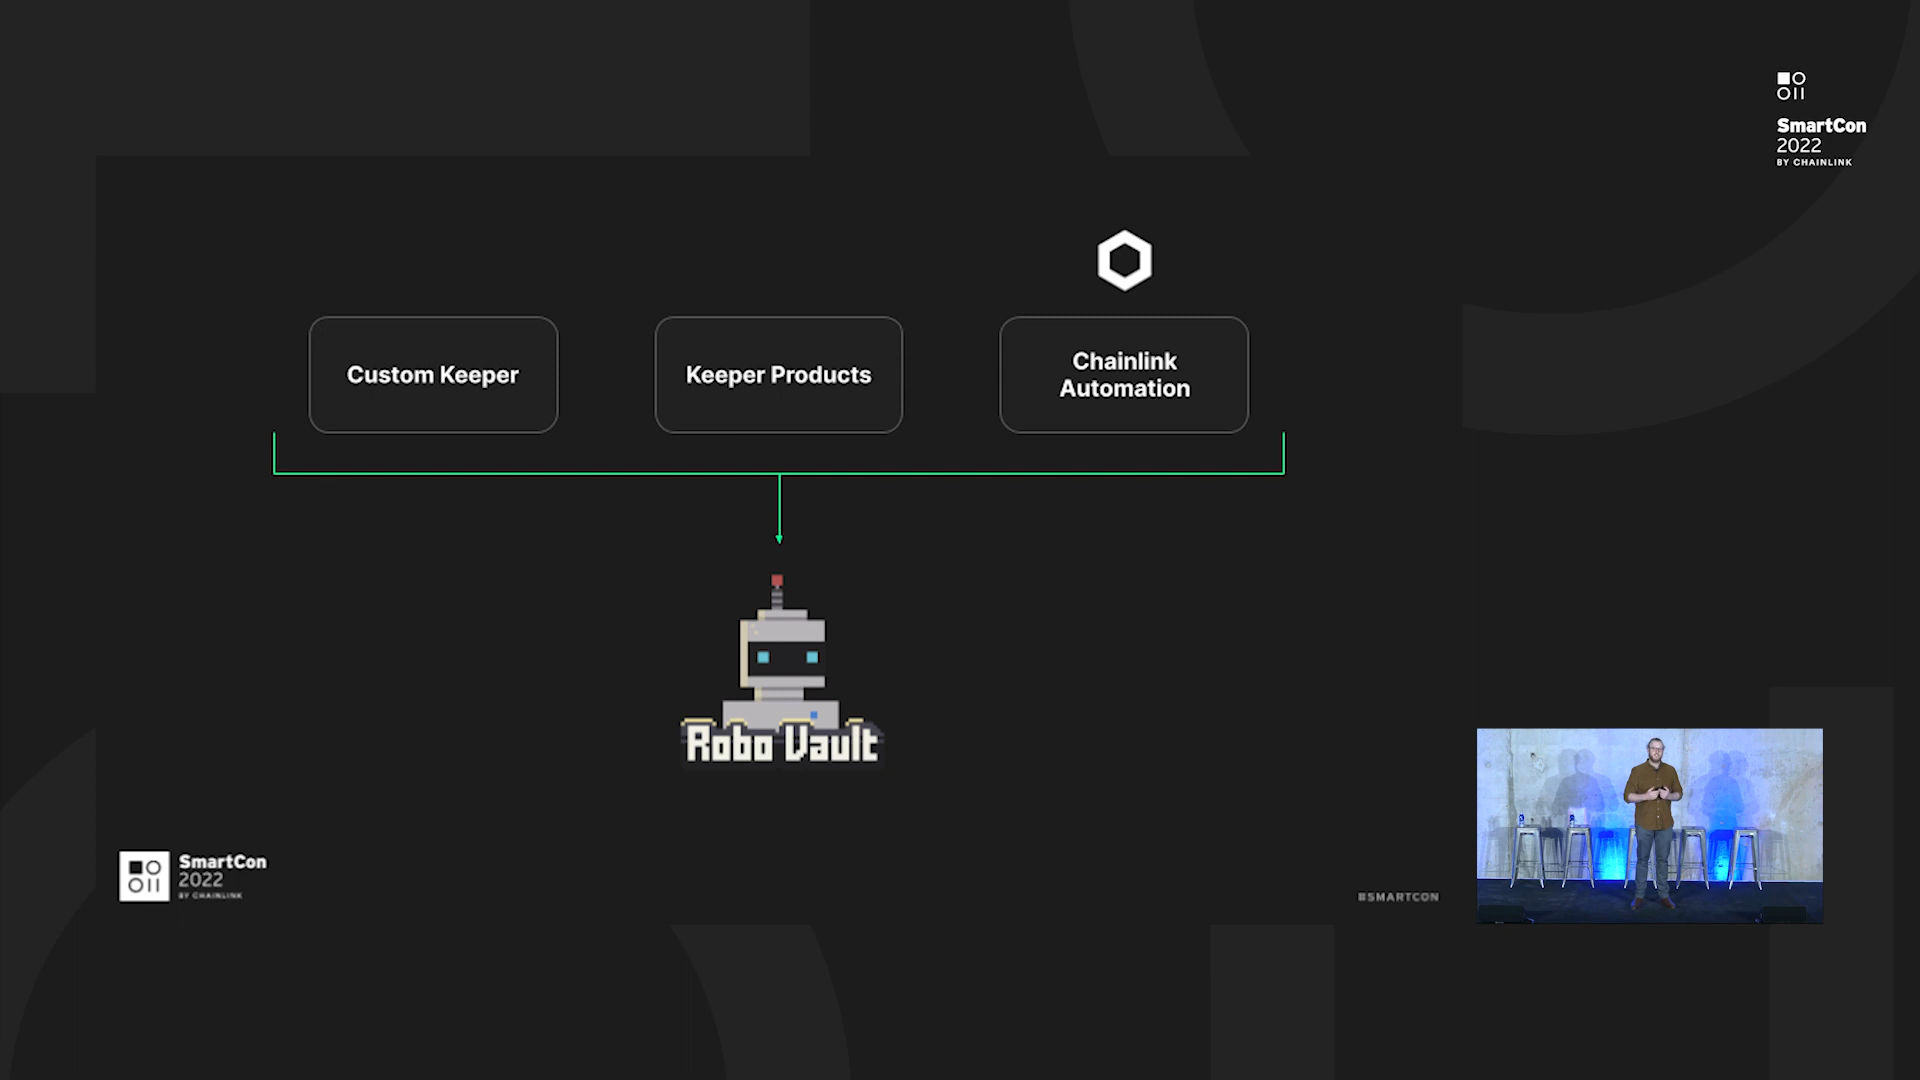 SmartCon
2022
BY CHAINLINK
Custom Keeper
Keeper Products
Chainlink
Automation
Robo Vault
SmartCon
2022
BY CHAINLINK
#SMARTCON